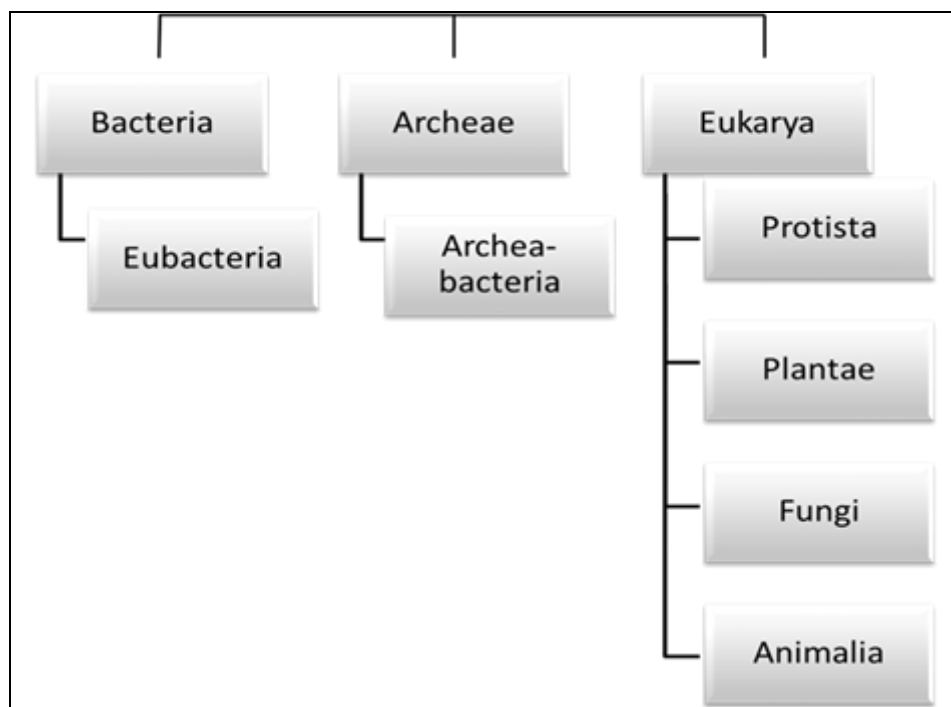 Bacteria
Archeae
Eukarya
Eubacteria
Archea-
bacteria
Protista
Plantae
Fungi
Animalia